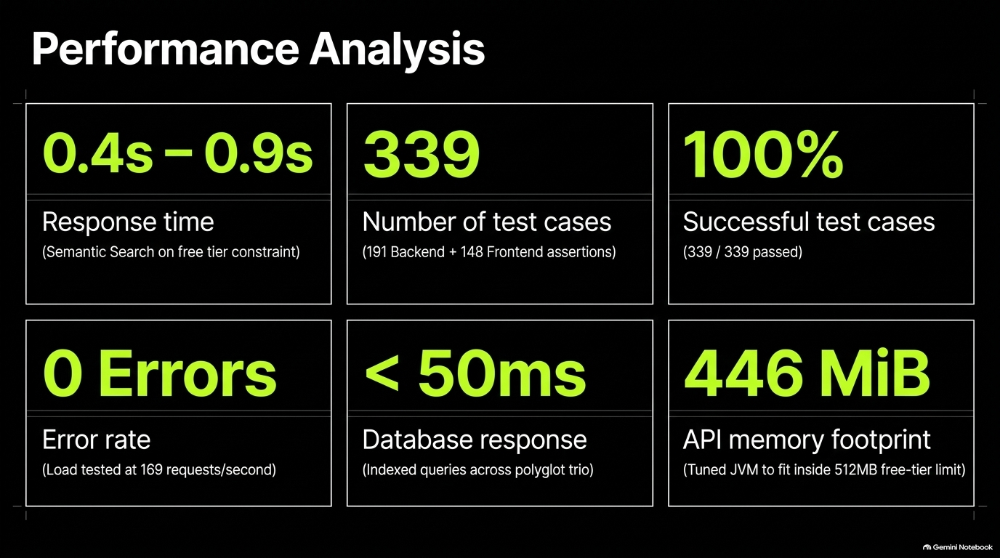 Performance Analysis
0.4s – 0.9s
Response time
(Semantic Search on free tier constraint)
339
Number of test cases
(191 Backend + 148 Frontend assertions)
100%
Successful test cases
(339 / 339 passed)
0 Errors
Error rate
(Load tested at 169 requests/second)
< 50ms
Database response
(Indexed queries across polyglot trio)
446 MiB
API memory footprint
(Tuned JVM to fit inside 512MB free-tier limit)
Gemini Notebook